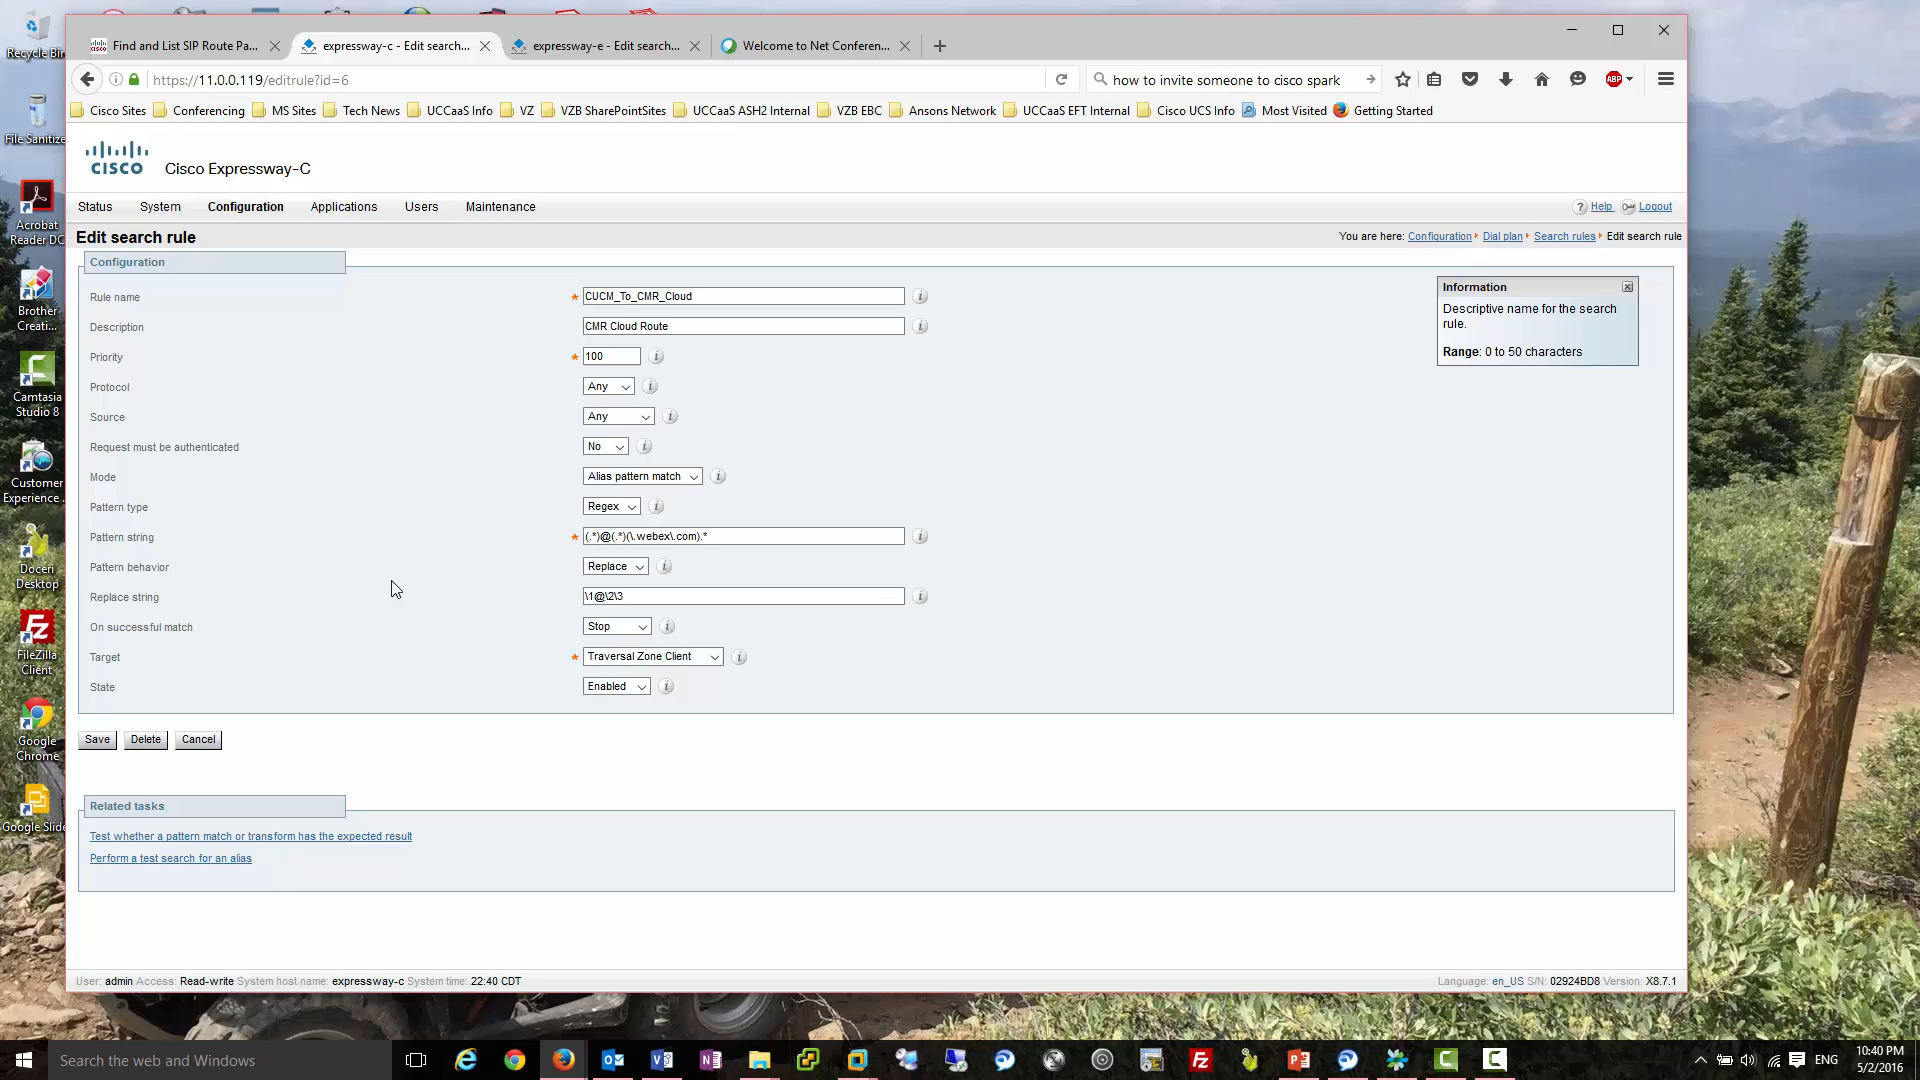 Recycle Bin
File Sanitize
Acrobat
Reader DC
Brother
Creati...
Camtasia
Studio 8
Customer
Experience ..
Doceri
Desktop
FileZilla
Client
Google
Chrome
Google Slide
Find and List SIP Route Pa...
expressway-c - Edit search...
expressway-e - Edit search...
Welcome to Net Conferen...
https://11.0.0.119/editrule?id=6
how to invite someone to cisco spark
ABP
Cisco Sites
Conferencing
MS Sites
Tech News
UCCaaS Info
VZ
VZB SharePointSites
UCCaaS ASH2 Internal
VZB EBC
Ansons Network
UCCaaS EFT Internal
Cisco UCS Info
Most Visited
Getting Started
CISCO
Cisco Expressway-C
Status
System
Configuration
Applications
Users
Maintenance
Help
Logout
Edit search rule
You are here: Configuration Dial plan Search rules Edit search rule
Configuration
Rule name * CUCM_To_CMR_Cloud
Description CMR Cloud Route
Priority * 100
Protocol Any
Source Any
Request must be authenticated No
Mode Alias pattern match
Pattern type Regex
Pattern string * (.*)@(.*)(\.webex\.com).*
Pattern behavior Replace
Replace string \1@\2\3
On successful match Stop
Target * Traversal Zone Client
State Enabled
Information
Descriptive name for the search
rule.
Range: 0 to 50 characters
Save
Delete
Cancel
Related tasks
Test whether a pattern match or transform has the expected result
Perform a test search for an alias
User: admin Access: Read-write System host name: expressway-c System time: 22:40 CDT
Language: en_US S/N: 02924BD8 Version: X8.7.1
Search the web and Windows
ENG
10:40 PM
5/2/2016